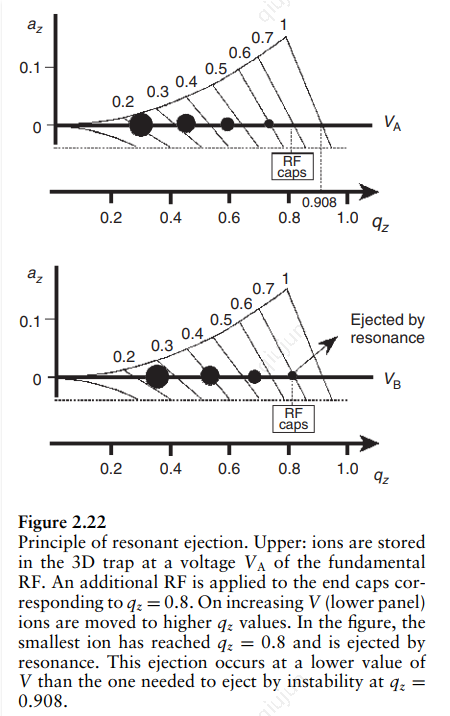 a_z
1
0.7
0.6
0.5
0.4
0.3
0.2
0.1
0
V_A
RF
caps
0.908
0.2 0.4 0.6 0.8 1.0 q_z
a_z
1
0.7
0.6
0.5
0.4
0.3
0.2
0.1
0
Ejected by
resonance
V_B
RF
caps
0.2 0.4 0.6 0.8 1.0 q_z
Figure 2.22
Principle of resonant ejection. Upper: ions are stored
in the 3D trap at a voltage V_A of the fundamental
RF. An additional RF is applied to the end caps cor-
responding to q_z = 0.8. On increasing V (lower panel)
ions are moved to higher q_z values. In the figure, the
smallest ion has reached q_z = 0.8 and is ejected by
resonance. This ejection occurs at a lower value of
V than the one needed to eject by instability at q_z =
0.908.